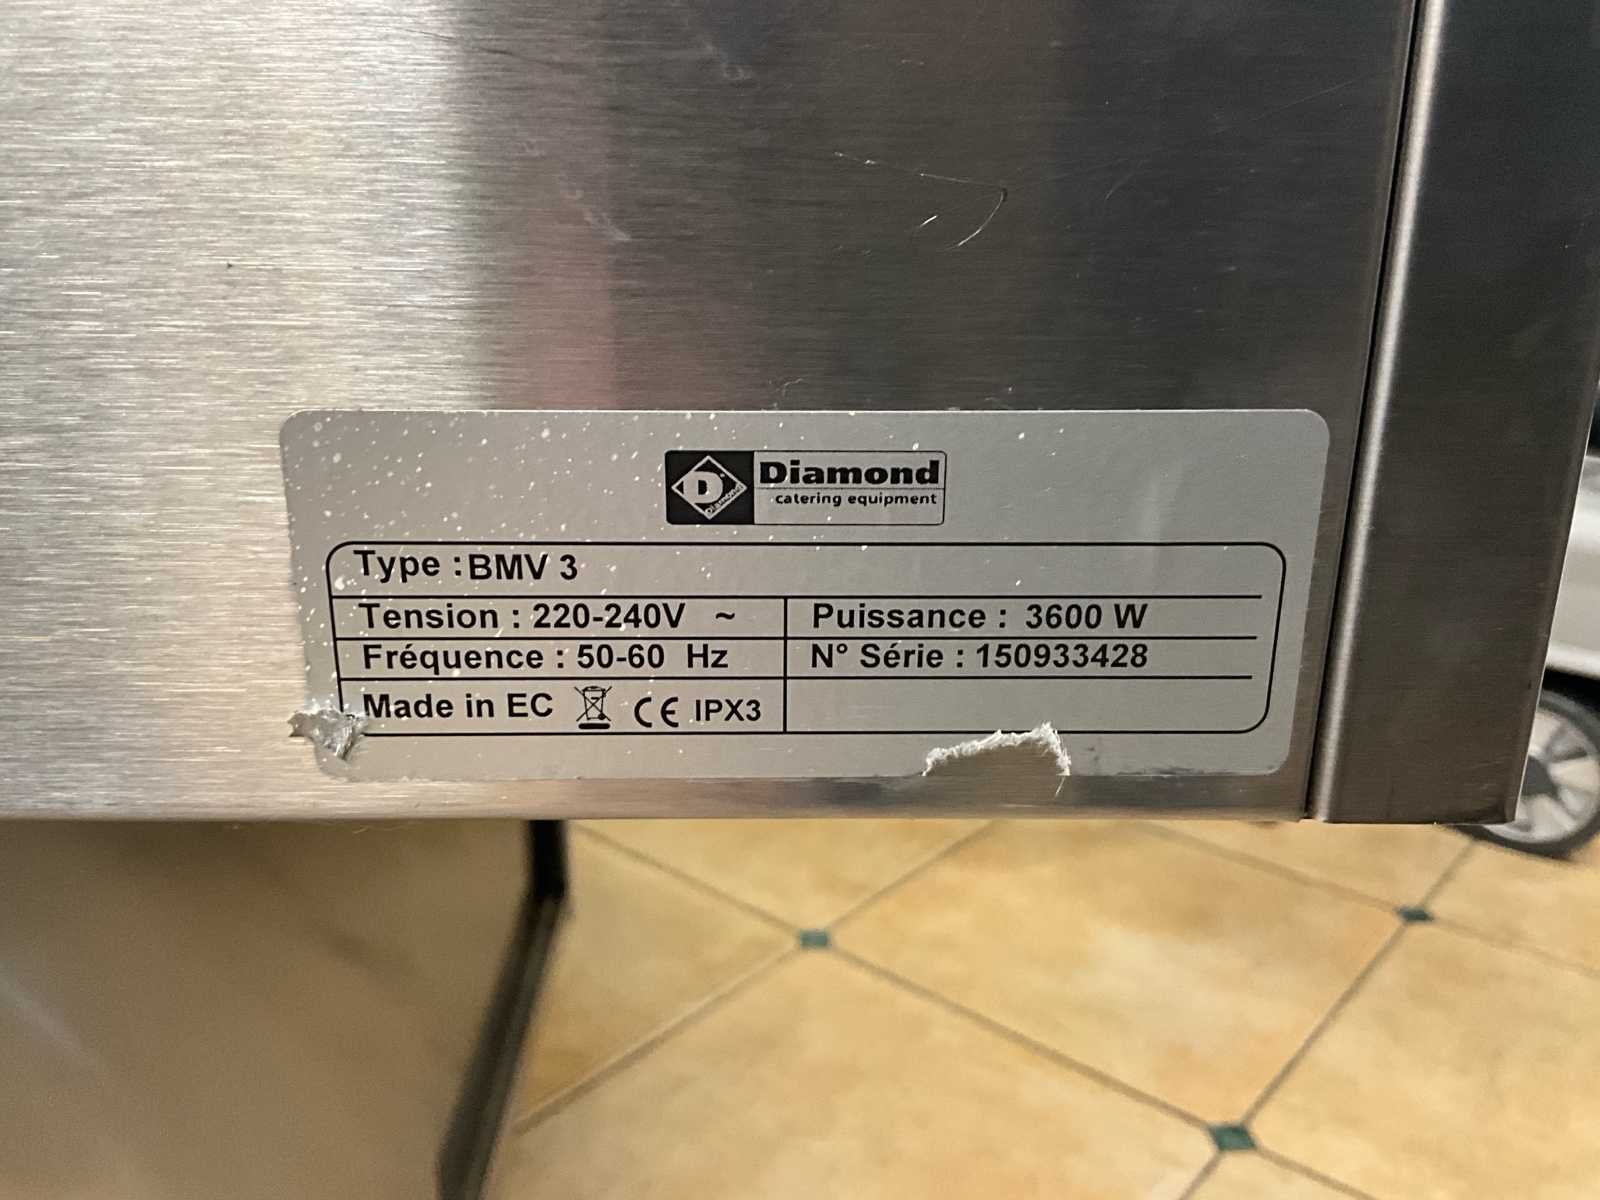 D
DIAMOND
Diamond
catering equipment
Type : BMV 3
Tension : 220-240V ~
Puissance : 3600 W
Fréquence : 50-60 Hz
N° Série : 150933428
Made in EC CE IPX3